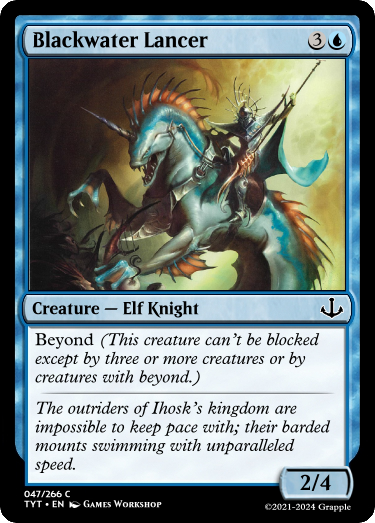 Blackwater Lancer 3
Creature — Elf Knight
Beyond (This creature can't be blocked
except by three or more creatures or by
creatures with beyond.)
The outriders of Ihosk's kingdom are
impossible to keep pace with; their barded
mounts swimming with unparalleled
speed.
2/4
047/266 C
TYT • EN Games Workshop
©2021-2024 Grapple